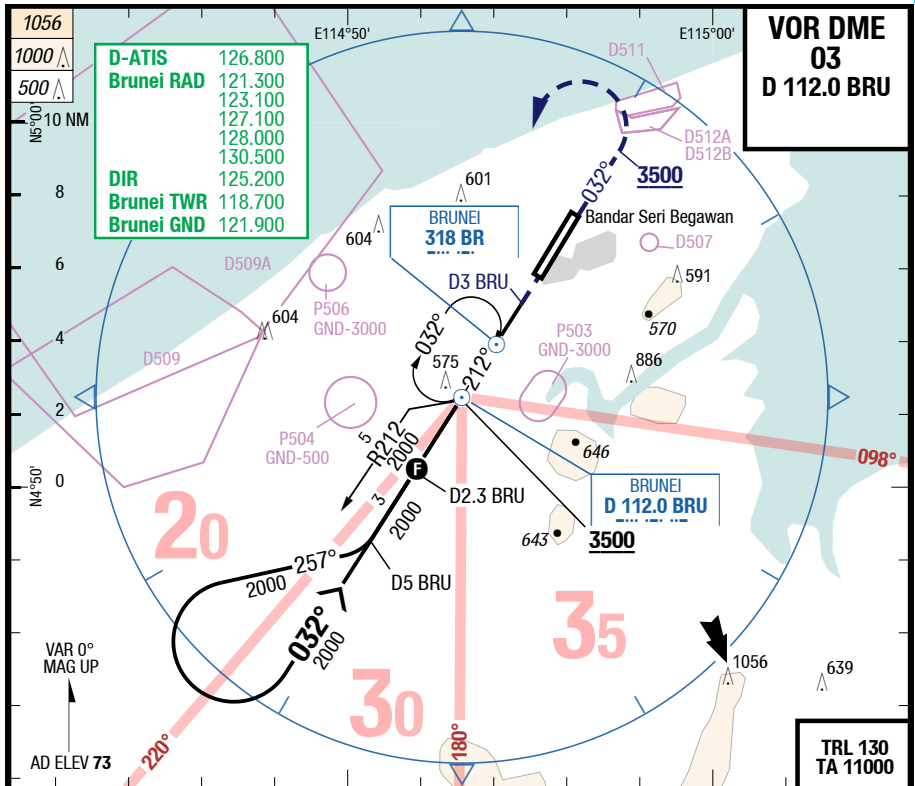 1056
1000
500
D-ATIS 126.800
Brunei RAD 121.300
123.100
127.100
128.000
130.500
DIR 125.200
Brunei TWR 118.700
Brunei GND 121.900
E114°50'
E115°00'
VOR DME
03
D 112.0 BRU
N5°00'
10 NM
8
6
4
2
0
N4°50'
D511
D512A
D512B
3500
032°
601
604
BRUNEI
318 BR
Bandar Seri Begawan
D507
591
570
D509A
P506
GND-3000
604
D509
D3 BRU
032°
212°
575
P503
GND-3000
886
P504
GND-500
5
R212
2000
F
D2.3 BRU
3
2000
646
098°
BRUNEI
D 112.0 BRU
643
3500
20
257°
2000
D5 BRU
032°
2000
35
30
1056
639
VAR 0°
MAG UP
220°
180°
AD ELEV 73
TRL 130
TA 11000